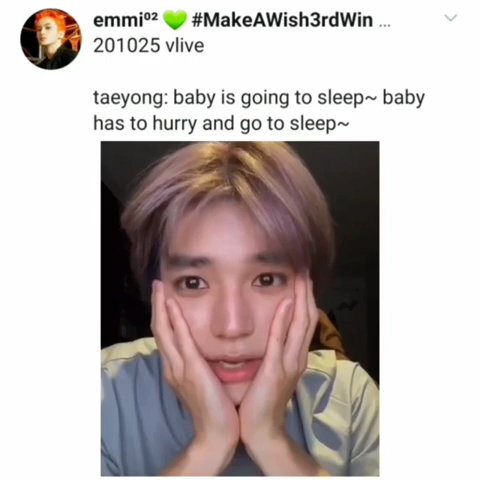 emmi⁰² 💚 #MakeAWish3rdWin ...
201025 vlive
taeyong: baby is going to sleep~ baby
has to hurry and go to sleep~